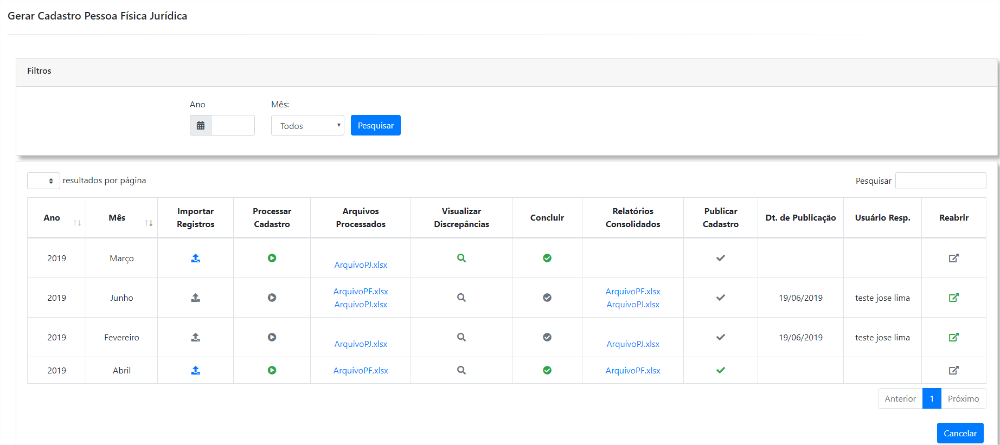 Gerar Cadastro Pessoa Física Jurídica
Filtros
Ano
Mês:
Todos
Pesquisar
resultados por página
Pesquisar
Ano
Mês
Importar
Registros
Processar
Cadastro
Arquivos
Processados
Visualizar
Discrepâncias
Concluir
Relatórios
Consolidados
Publicar
Cadastro
Dt. de Publicação
Usuário Resp.
Reabrir
2019
Março
ArquivoPJ.xlsx
2019
Junho
ArquivoPF.xlsx
ArquivoPJ.xlsx
ArquivoPF.xlsx
ArquivoPJ.xlsx
19/06/2019
teste jose lima
2019
Fevereiro
ArquivoPJ.xlsx
ArquivoPJ.xlsx
19/06/2019
teste jose lima
2019
Abril
ArquivoPF.xlsx
ArquivoPF.xlsx
Anterior
1
Próximo
Cancelar